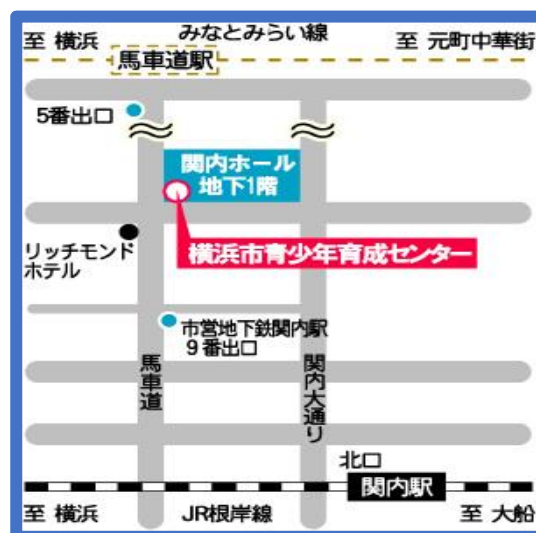 みなとみらい線
至 横浜
至 元町中華街
馬車道駅
5番出口
関内ホール
地下1階
横浜市青少年育成センター
リッチモンド
ホテル
市営地下鉄関内駅
9番出口
馬車道
関内大通り
北口
関内駅
至 横浜
JR根岸線
至 大船